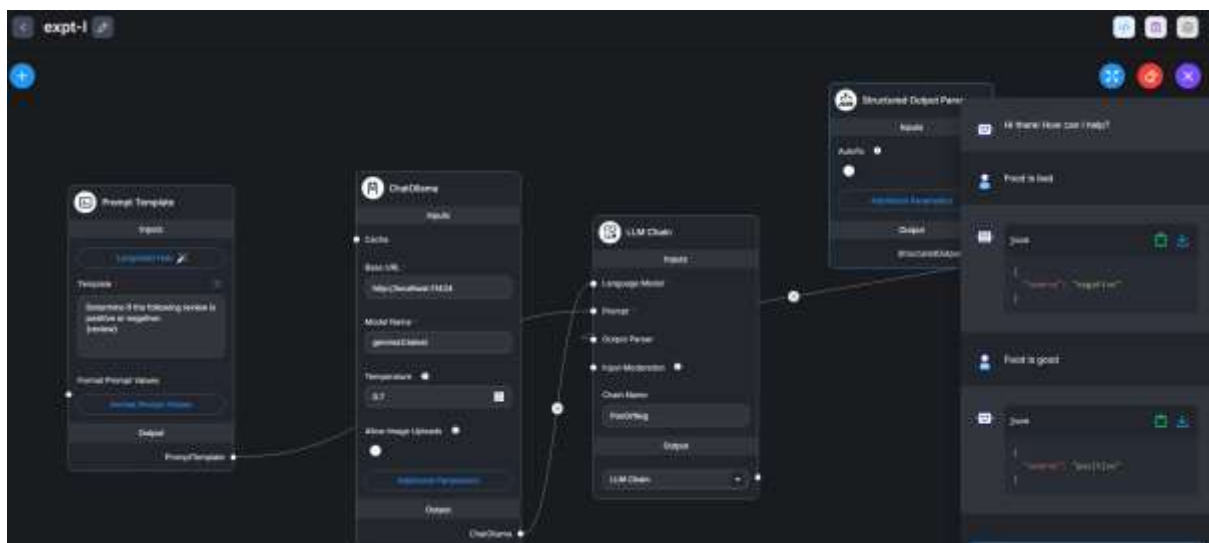 expt-I
Structured Output Parser
Inputs
Autofix
Additional Parameters
Output
Prompt Template
Inputs
Template
Determine if the following review is
positive or negative:
{review}
Format Prompt Values
Format Prompt Values
Output
PromptTemplate
ChatOllama
Inputs
Cache
Base URL
Model Name
Temperature
0.7
Allow Image Uploads
Additional Parameters
Output
ChatOllama
LLM Chain
Inputs
Language Model
Prompt
Output Parser
Input Moderation
Chain Name
PosOrNeg
Output
LLM Chain
Hi there! How can I help?
Food is bad
json
{
"negative"
}
Food is good
json
{
"positive"
}